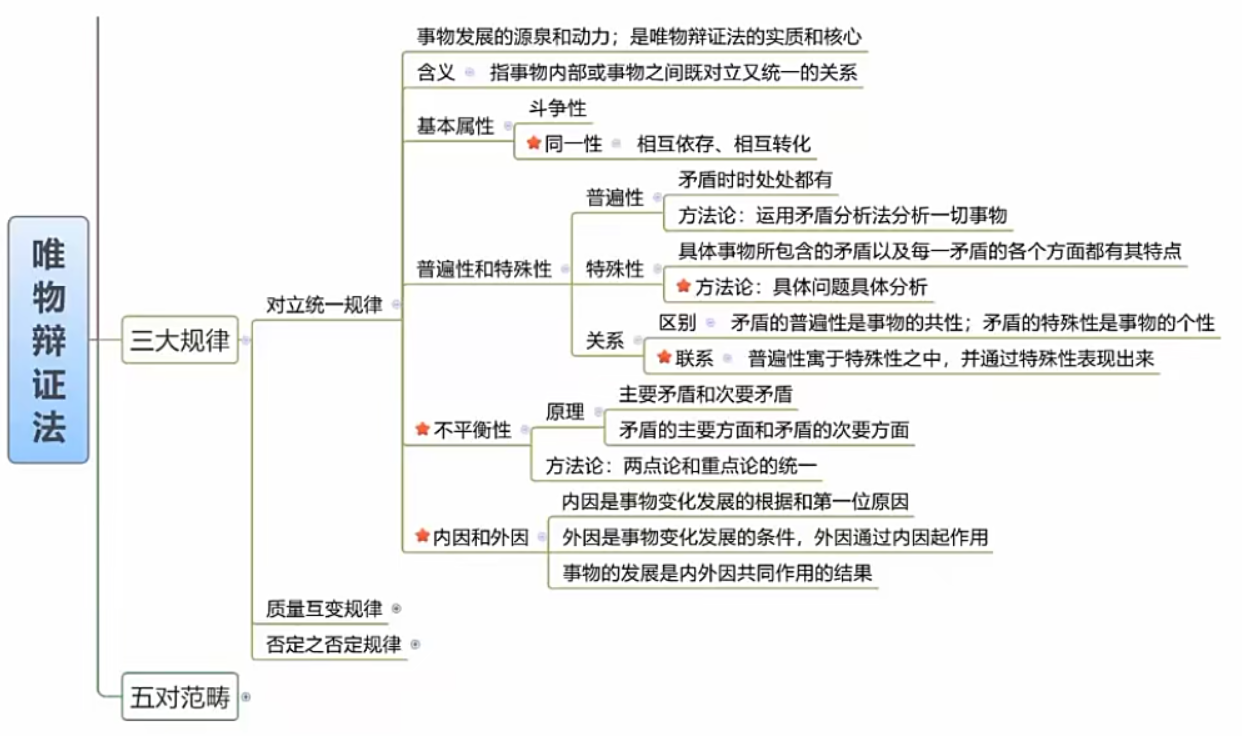 唯物辩证法
三大规律
对立统一规律
事物发展的源泉和动力；是唯物辩证法的实质和核心
含义 指事物内部或事物之间既对立又统一的关系
基本属性
斗争性
同一性 相互依存、相互转化
普遍性和特殊性
普遍性
矛盾时时处处都有
方法论：运用矛盾分析法分析一切事物
特殊性
具体事物所包含的矛盾以及每一矛盾的各个方面都有其特点
方法论：具体问题具体分析
关系
区别 矛盾的普遍性是事物的共性；矛盾的特殊性是事物的个性
联系 普遍性寓于特殊性之中，并通过特殊性表现出来
不平衡性
原理
主要矛盾和次要矛盾
矛盾的主要方面和矛盾的次要方面
方法论：两点论和重点论的统一
内因和外因
内因是事物变化发展的根据和第一位原因
外因是事物变化发展的条件，外因通过内因起作用
事物的发展是内外因共同作用的结果
质量互变规律
否定之否定规律
五对范畴